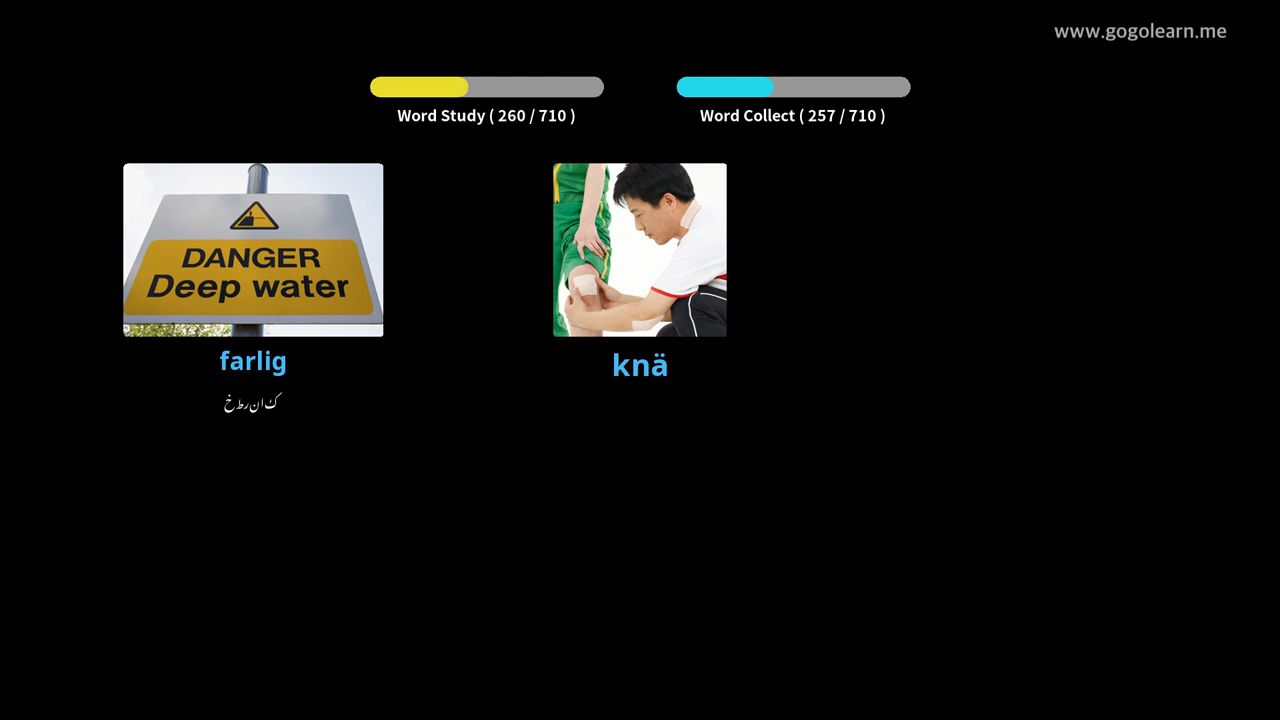 www.gogolearn.me
Word Study ( 260 / 710 )
Word Collect ( 257 / 710 )
DANGER
Deep water
farlig
خطرناک
knä